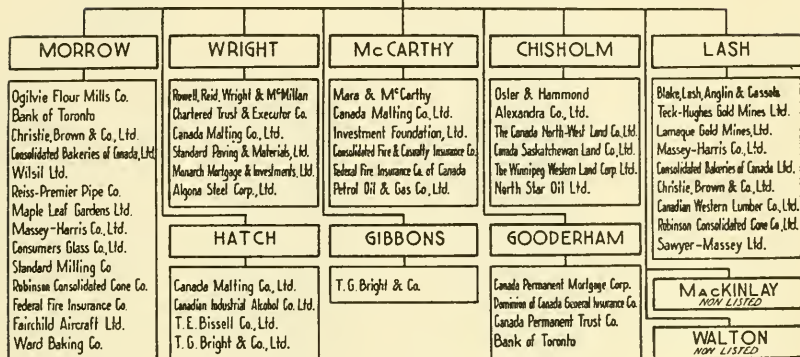 MORROW
Ogilvie Flour Mills Co.
Bank of Toronto
Christie, Brown & Co., Ltd.
Consolidated Bakeries of Canada, Ltd.
Wilsil Ltd.
Reiss-Premier Pipe Co.
Maple Leaf Gardens Ltd.
Massey-Harris Co., Ltd.
Consumers Glass Co., Ltd.
Standard Milling Co
Robinson Consolidated Cone Co.
Federal Fire Insurance Co.
Fairchild Aircraft Ltd.
Ward Baking Co.
WRIGHT
Rowell, Reid, Wright & McMillan
Chartered Trust & Executor Co.
Canada Malting Co., Ltd.
Standard Paving & Materials, Ltd.
Monarch Mortgage & Investments, Ltd.
Algoma Steel Corp., Ltd.
HATCH
Canada Malting Co., Ltd.
Canadian Industrial Alcohol Co. Ltd.
T. E. Bissell Co., Ltd.
T. G. Bright & Co., Ltd.
McCARTHY
Mara & McCarthy
Canada Malting Co., Ltd.
Investment Foundation, Ltd.
Consolidated Fire & Casualty Insurance Co.
Federal Fire Insurance Co. of Canada
Petrol Oil & Gas Co., Ltd.
GIBBONS
T. G. Bright & Co.
CHISHOLM
Osler & Hammond
Alexandra Co., Ltd.
The Canada North-West Land Co. Ltd.
Canada Saskatchewan Land Co., Ltd.
The Winnipeg Western Land Corp. Ltd.
North Star Oil Ltd.
GOODERHAM
Canada Permanent Mortgage Corp.
Dominion of Canada General Insurance Co.
Canada Permanent Trust Co.
Bank of Toronto
LASH
Blake, Lash, Anglin & Cassels
Teck-Hughes Gold Mines Ltd.
Lamaque Gold Mines, Ltd.
Massey-Harris Co., Ltd.
Consolidated Bakeries of Canada Ltd.
Christie, Brown & Co., Ltd.
Canadian Western Lumber Co., Ltd.
Robinson Consolidated Cone Co., Ltd.
Sawyer-Massey Ltd.
MacKINLAY
NON LISTED
WALTON
NON LISTED